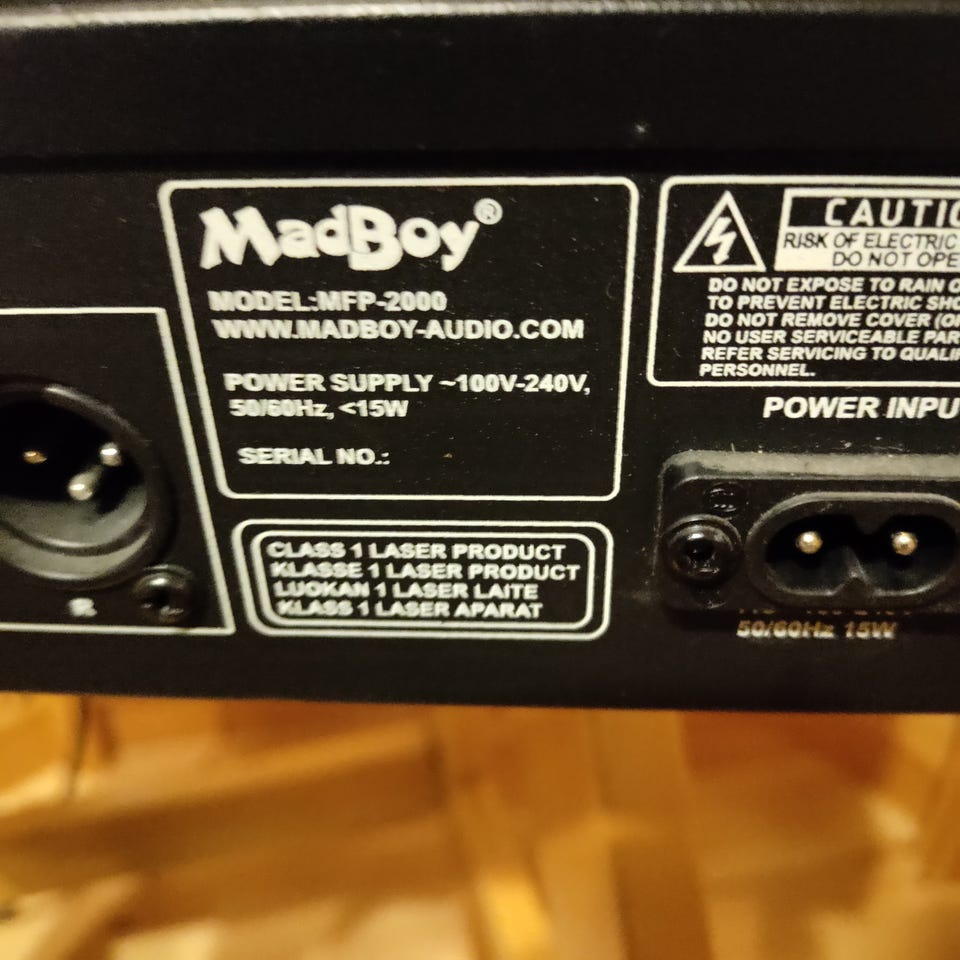 MadBoy®
MODEL:MFP-2000
WWW.MADBOY-AUDIO.COM
POWER SUPPLY ~100V-240V,
50/60Hz, <15W
SERIAL NO.:
CLASS 1 LASER PRODUCT
KLASSE 1 LASER PRODUCT
LUOKAN 1 LASER LAITE
KLASS 1 LASER APARAT
R
CAUTIO
RISK OF ELECTRIC
DO NOT OPE
DO NOT EXPOSE TO RAIN O
TO PREVENT ELECTRIC SHO
DO NOT REMOVE COVER (OR
NO USER SERVICEABLE PAR
REFER SERVICING TO QUALIF
PERSONNEL.
POWER INPU
50/60Hz 15W